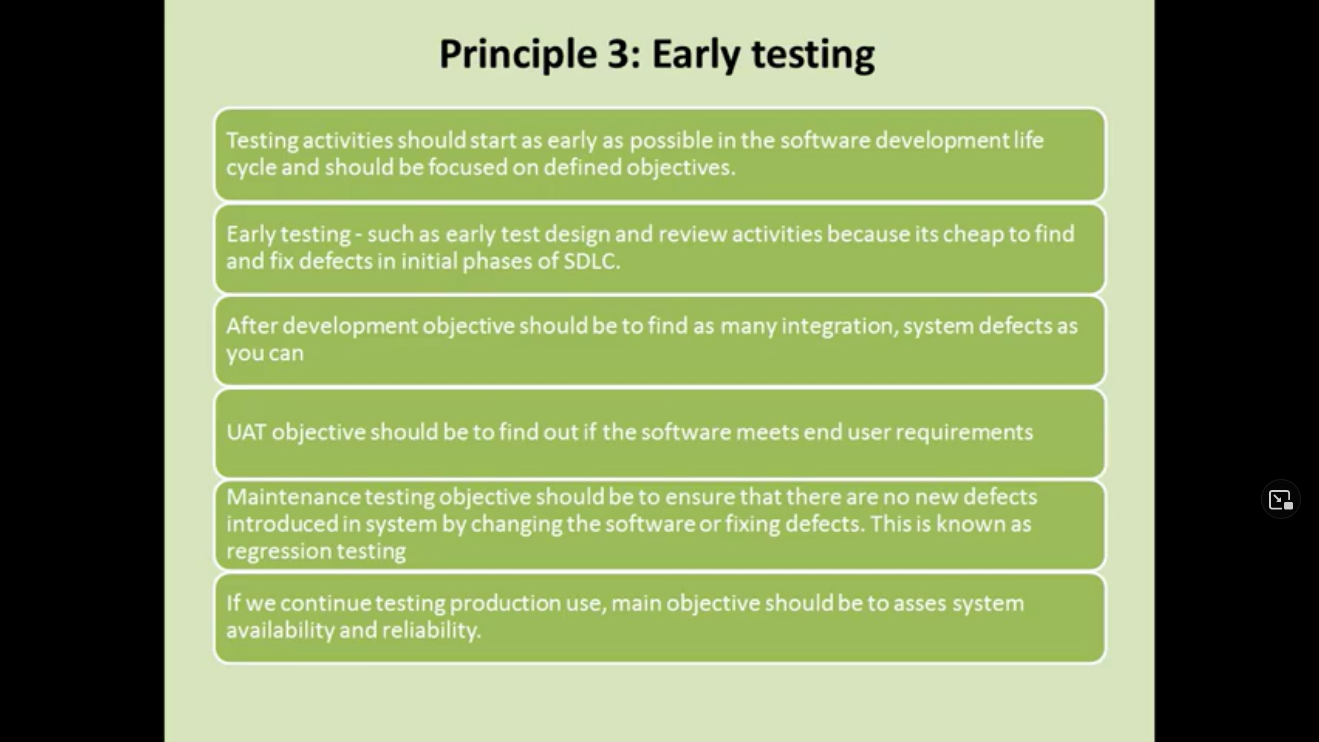 Principle 3: Early testing
Testing activities should start as early as possible in the software development life
cycle and should be focused on defined objectives.
Early testing - such as early test design and review activities because its cheap to find
and fix defects in initial phases of SDLC.
After development objective should be to find as many integration, system defects as
you can
UAT objective should be to find out if the software meets end user requirements
Maintenance testing objective should be to ensure that there are no new defects
introduced in system by changing the software or fixing defects. This is known as
regression testing
If we continue testing production use, main objective should be to asses system
availability and reliability.